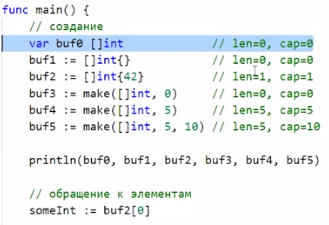 func main() {
// создание
var buf0 []int // len=0, cap=0
buf1 := []int{} // len=0, cap=0
buf2 := []int{42} // len=1, cap=1
buf3 := make([]int, 0) // len=0, cap=0
buf4 := make([]int, 5) // len=5, cap=5
buf5 := make([]int, 5, 10) // len=5, cap=10
println(buf0, buf1, buf2, buf3, buf4, buf5)
// обращение к элементам
someInt := buf2[0]